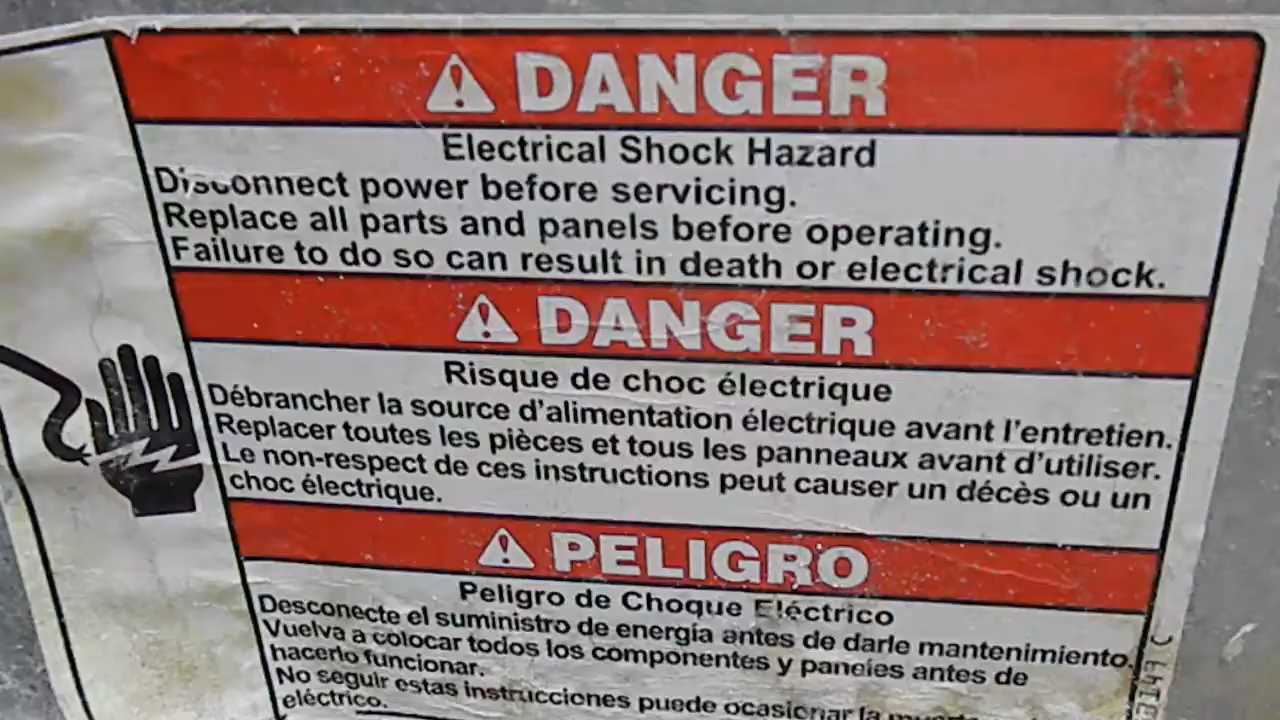 DANGER
Electrical Shock Hazard
Disconnect power before servicing.
Replace all parts and panels before operating.
Failure to do so can result in death or electrical shock.
DANGER
Risque de choc électrique
Débrancher la source d'alimentation électrique avant l'entretien.
Replacer toutes les pièces et tous les panneaux avant d'utiliser.
Le non-respect de ces instructions peut causer un décès ou un
choc électrique.
PELIGRO
Peligro de Choque Eléctrico
Desconecte el suministro de energía antes de darle mantenimiento.
Vuelva a colocar todos los componentes y paneles antes de
hacerlo funcionar.
No seguir estas instrucciones puede ocasionar la
eléctrico.